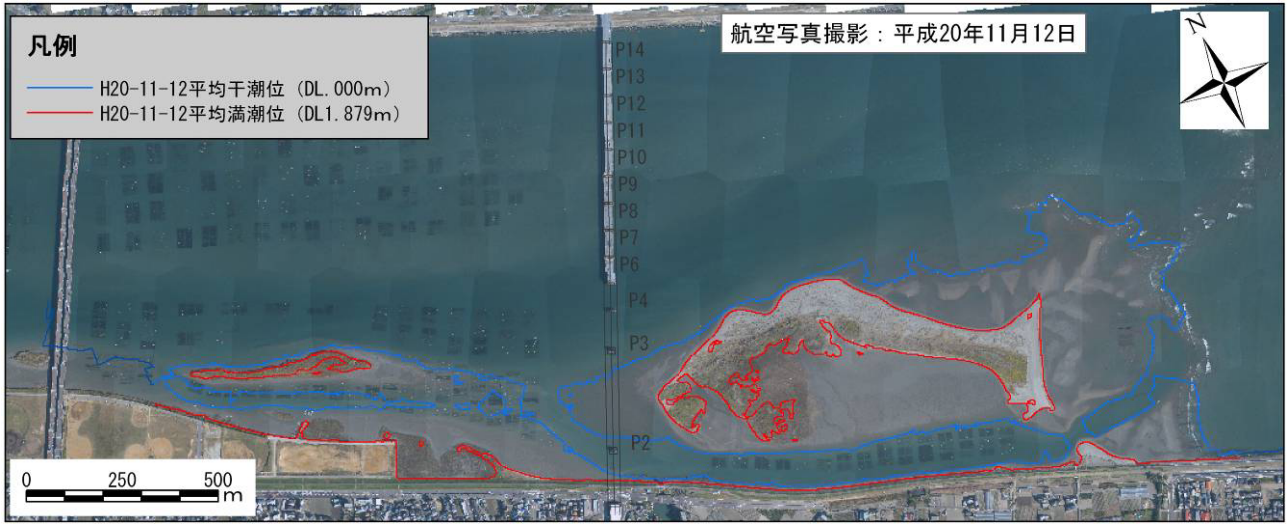 凡例
H20-11-12平均干潮位 (DL.000m)
H20-11-12平均満潮位 (DL1.879m)
航空写真撮影：平成20年11月12日
N
P14
P13
P12
P11
P10
P9
P8
P7
P6
P4
P3
P2
0 250 500
m